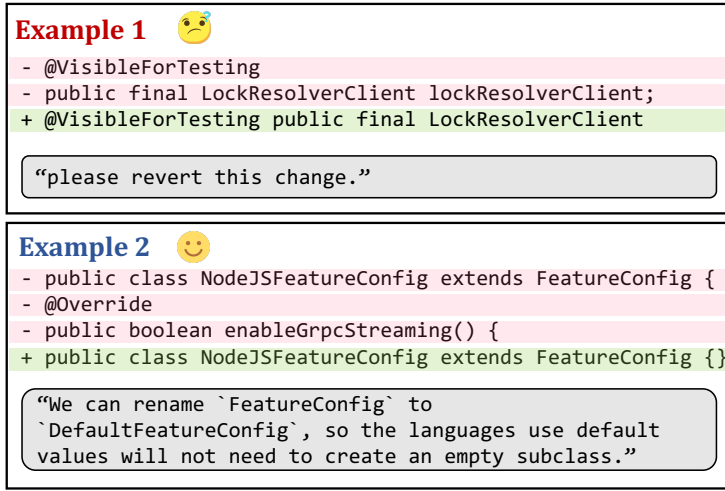 Example 1
- @VisibleForTesting
- public final LockResolverClient lockResolverClient;
+ @VisibleForTesting public final LockResolverClient
“please revert this change.”
Example 2
- public class NodeJSFeatureConfig extends FeatureConfig {
- @Override
- public boolean enableGrpcStreaming() {
+ public class NodeJSFeatureConfig extends FeatureConfig {}
“We can rename `FeatureConfig` to
`DefaultFeatureConfig`, so the languages use default
values will not need to create an empty subclass.”